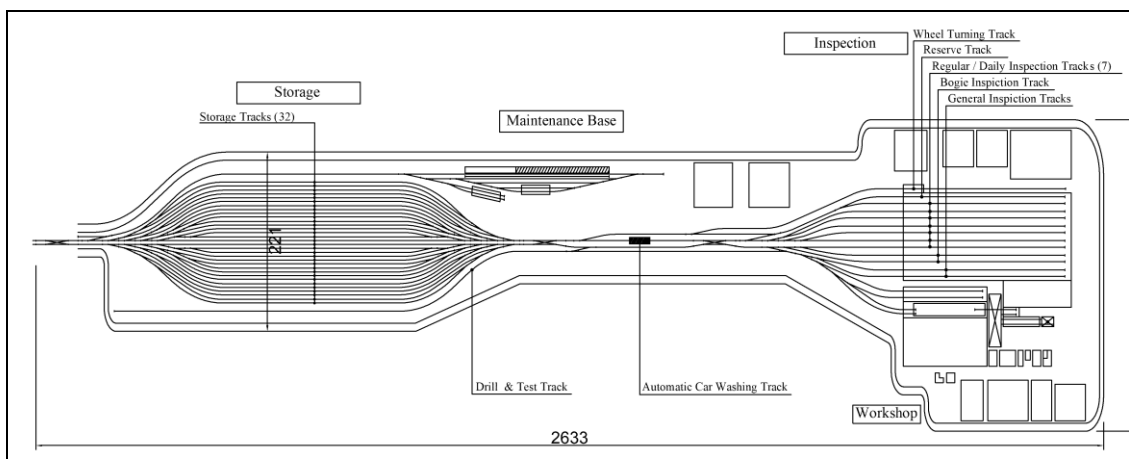 Wheel Turning Track
Inspection
Reserve Track
Regular / Daily Inspection Tracks (7)
Bogie Inspiction Track
Storage
General Inspiction Tracks
Storage Tracks (32)
Maintenance Base
221
Drill & Test Track
Automatic Car Washing Track
Workshop
2633